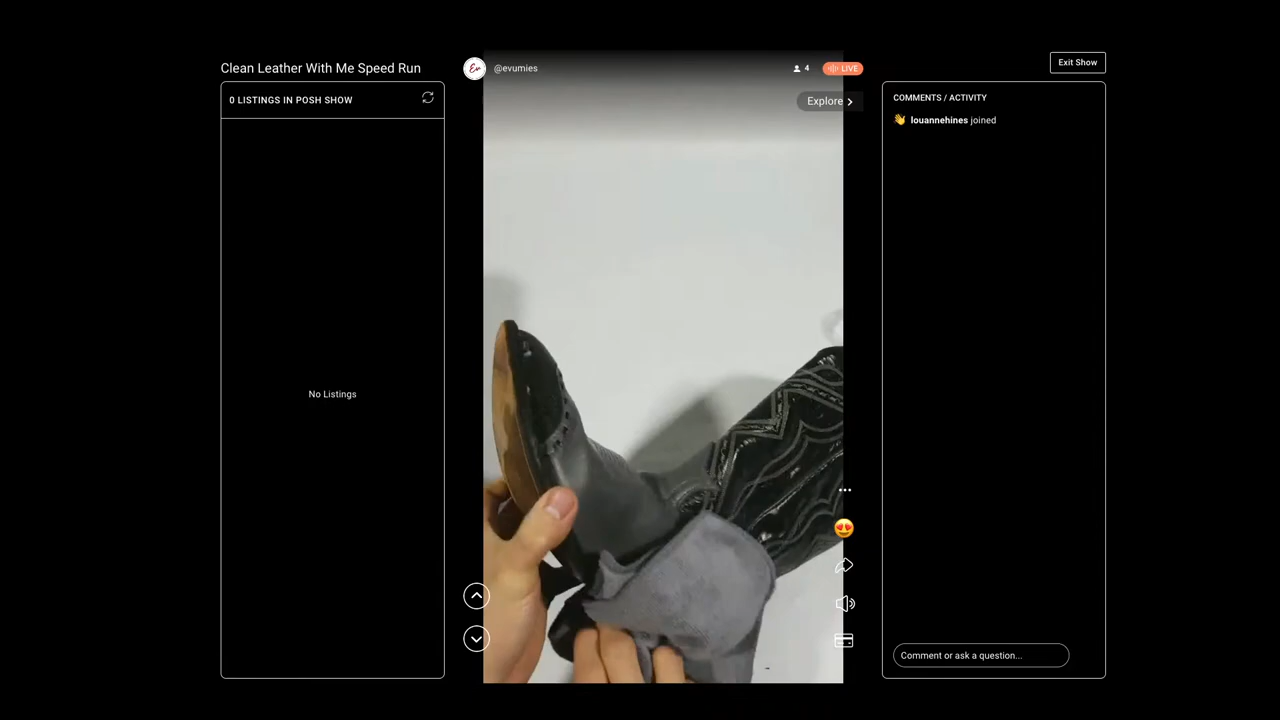 Clean Leather With Me Speed Run
0 LISTINGS IN POSH SHOW
No Listings
Ev
@evumies
4
LIVE
Explore
Exit Show
COMMENTS / ACTIVITY
louannehines joined
Comment or ask a question...